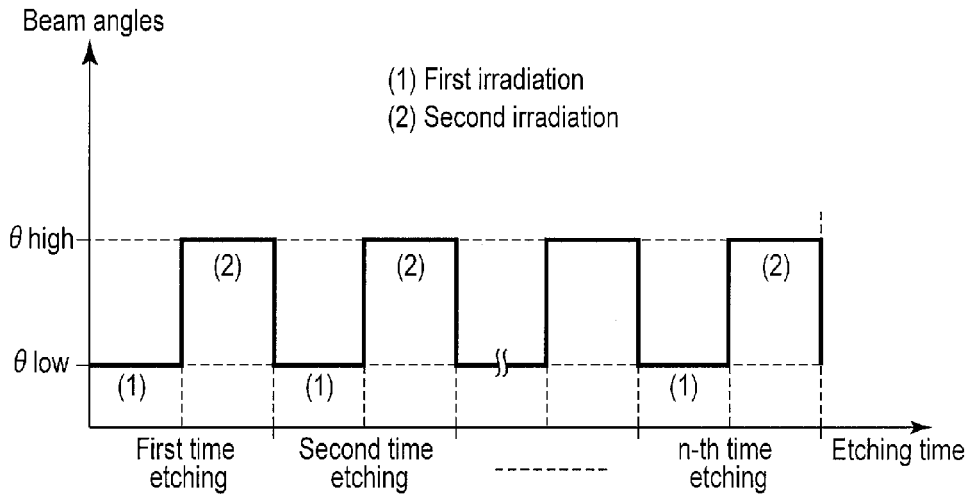 Beam angles
(1) First irradiation
(2) Second irradiation
θ high
(2)
(2)
(2)
θ low
(1)
(1)
(1)
First time
etching
Second time
etching
n-th time
etching
Etching time